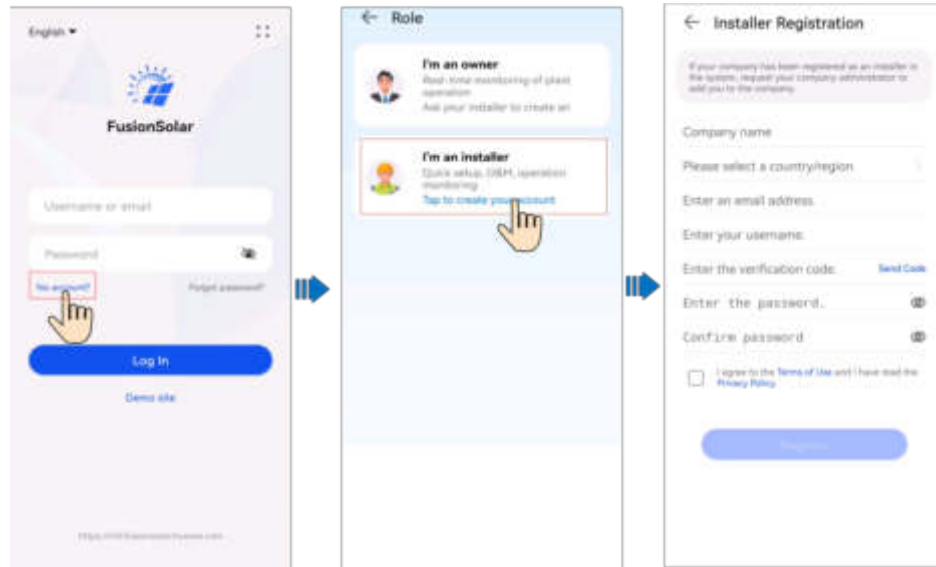 English
FusionSolar
Username or email
Password
No account?
Forgot password?
Log In
Demo site
Role
I'm an owner
Real-time monitoring of plant
operation
Ask your installer to create an
I'm an installer
Quick setup, O&M, operation
monitoring
Tap to create your account
Installer Registration
If your company has been registered as an installer in
the system, request your company administrator to
add you to the company.
Company name
Please select a country/region
Enter an email address.
Enter your username.
Enter the verification code.
Send Code
Enter the password.
Confirm password
I agree to the Terms of Use and I have read the
Privacy Policy.
Register